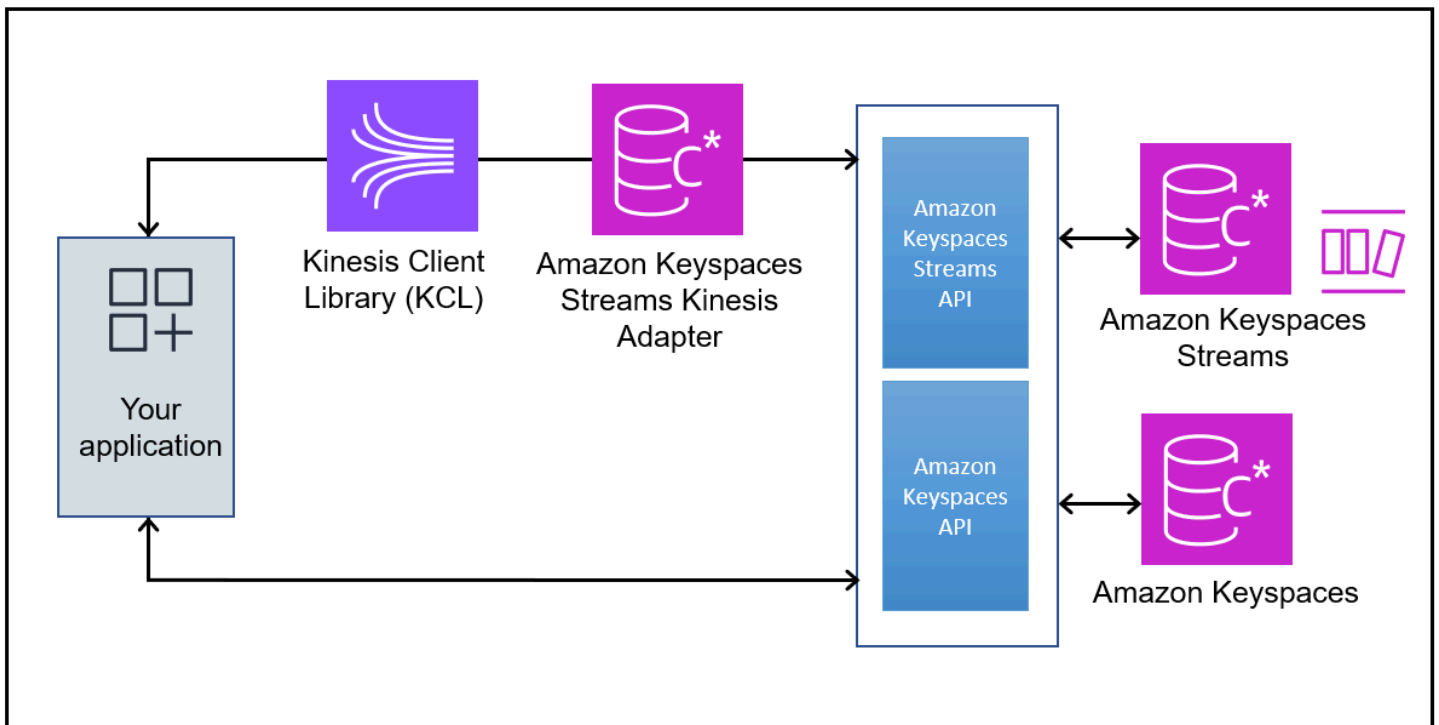 Kinesis Client
Library (KCL)
Amazon Keyspaces
Streams Kinesis
Adapter
Your
application
Amazon
Keyspaces
Streams
API
Amazon
Keyspaces
API
C*
C*
Amazon Keyspaces
Streams
C*
Amazon Keyspaces